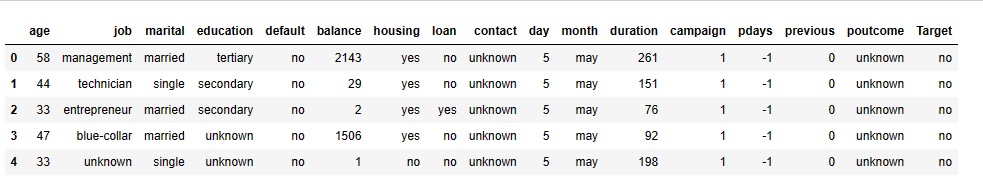 age job marital education default balance housing loan contact day month duration campaign pdays previous poutcome Target
0 58 management married tertiary no 2143 yes no unknown 5 may 261 1 -1 0 unknown no
1 44 technician single secondary no 29 yes no unknown 5 may 151 1 -1 0 unknown no
2 33 entrepreneur married secondary no 2 yes yes unknown 5 may 76 1 -1 0 unknown no
3 47 blue-collar married unknown no 1506 yes no unknown 5 may 92 1 -1 0 unknown no
4 33 unknown single unknown no 1 no no unknown 5 may 198 1 -1 0 unknown no